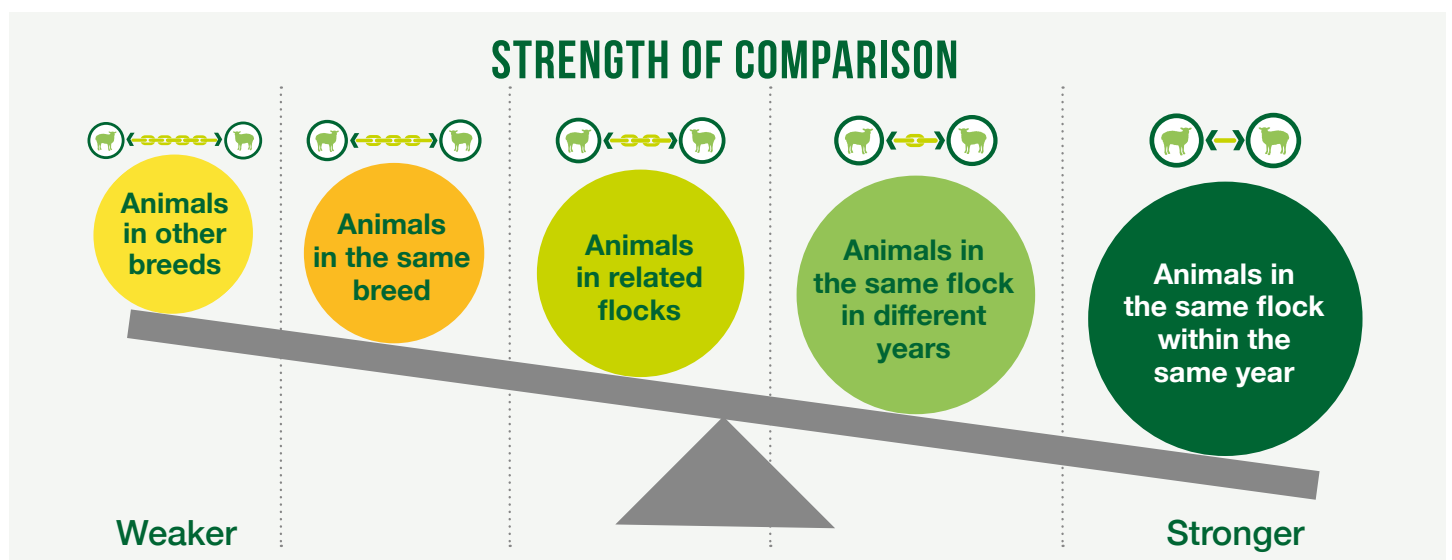 STRENGTH OF COMPARISON
Animals
in other
breeds
Animals
in the same
breed
Animals
in related
flocks
Animals in
the same flock
in different
years
Animals in
the same flock
within the
same year
Weaker
Stronger